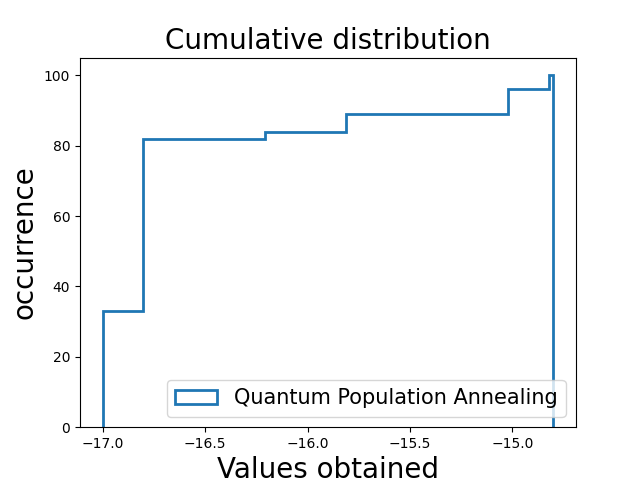 Cumulative distribution
100
80
60
40
20
0
occurrence
Quantum Population Annealing
−17.0 −16.5 −16.0 −15.5 −15.0
Values obtained